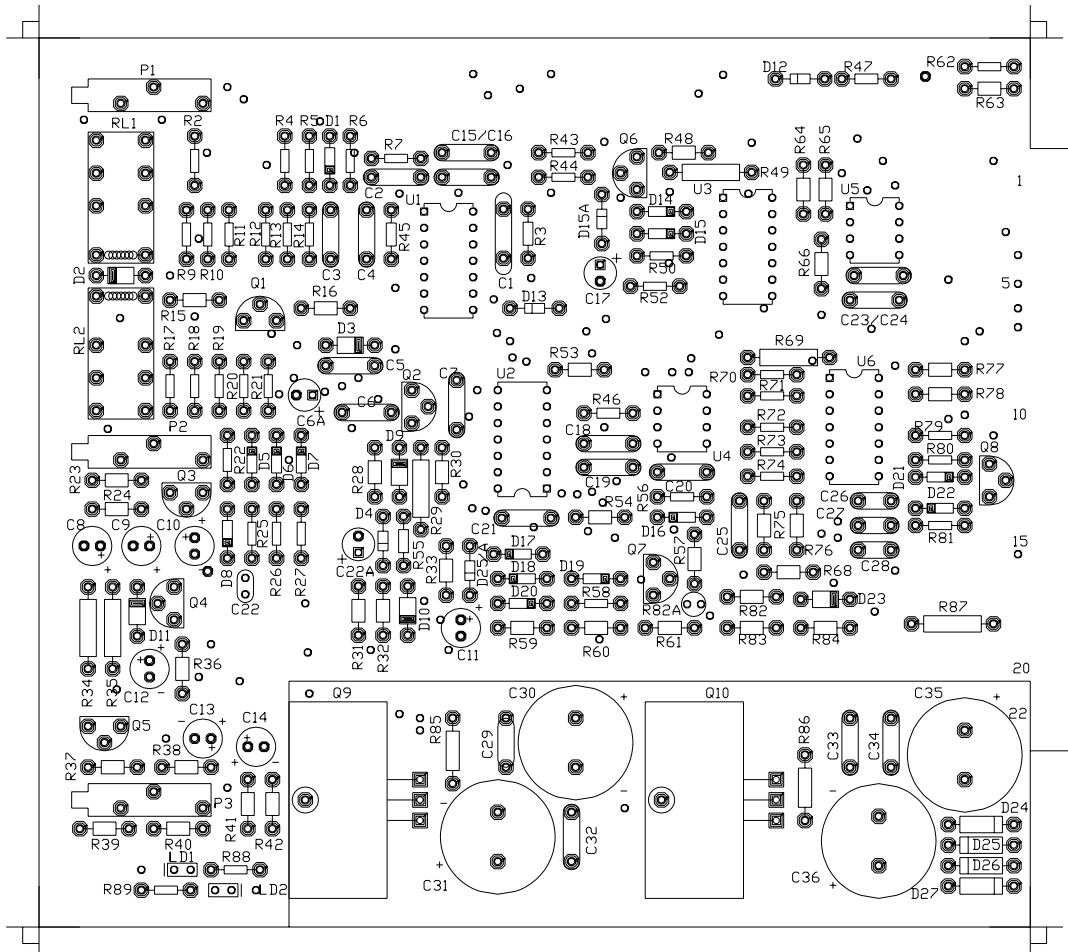 P1
D12
R47
R62
R63
RL1
R2
R4
R5
D1
R6
R7
C15/C16
R43
R44
Q6
R48
R49
R64
R65
C2
U1
U3
U5
1
D14
D15
D15A
R9
R10
R11
R12
R13
R14
C3
C4
R45
C1
R3
C17
R50
R52
R66
5
D2
Q1
R16
D13
C23/C24
R15
RL2
R17
R18
R19
R20
R21
D3
C5
Q2
C7
U2
R53
R69
R70
R71
U6
R77
R78
C6A
C6
R46
C18
R72
R73
R74
10
P2
R79
Q8
R80
D21
D22
R81
R23
R24
Q3
R22
D5
D6
D7
D9
R28
R29
R30
C19
U4
C20
R56
R54
D16
C21
C26
C27
C28
C25
R75
R76
15
C8
C9
C10
D8
R25
R26
R27
C22
D4
C22A
R55
R33
D25/A
D17
D18
D19
D20
Q7
R57
R58
R82A
R68
R82
D23
R87
D11
Q4
R31
R32
D10
C11
R59
R60
R61
R83
R84
R34
R35
C12
R36
20
Q5
C13
C14
Q9
R85
C29
C30
Q10
R86
C33
C34
C35
22
R37
R38
P3
R39
R40
R41
R42
C31
C32
C36
D24
D25
D26
D27
LD1
R88
R89
LD2